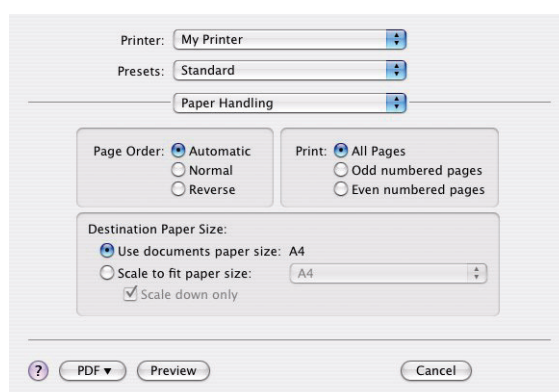 Printer: My Printer
Presets: Standard
Paper Handling
Page Order: Automatic
Normal
Reverse
Print: All Pages
Odd numbered pages
Even numbered pages
Destination Paper Size:
Use documents paper size: A4
Scale to fit paper size: A4
Scale down only
? PDF ▼ Preview Cancel